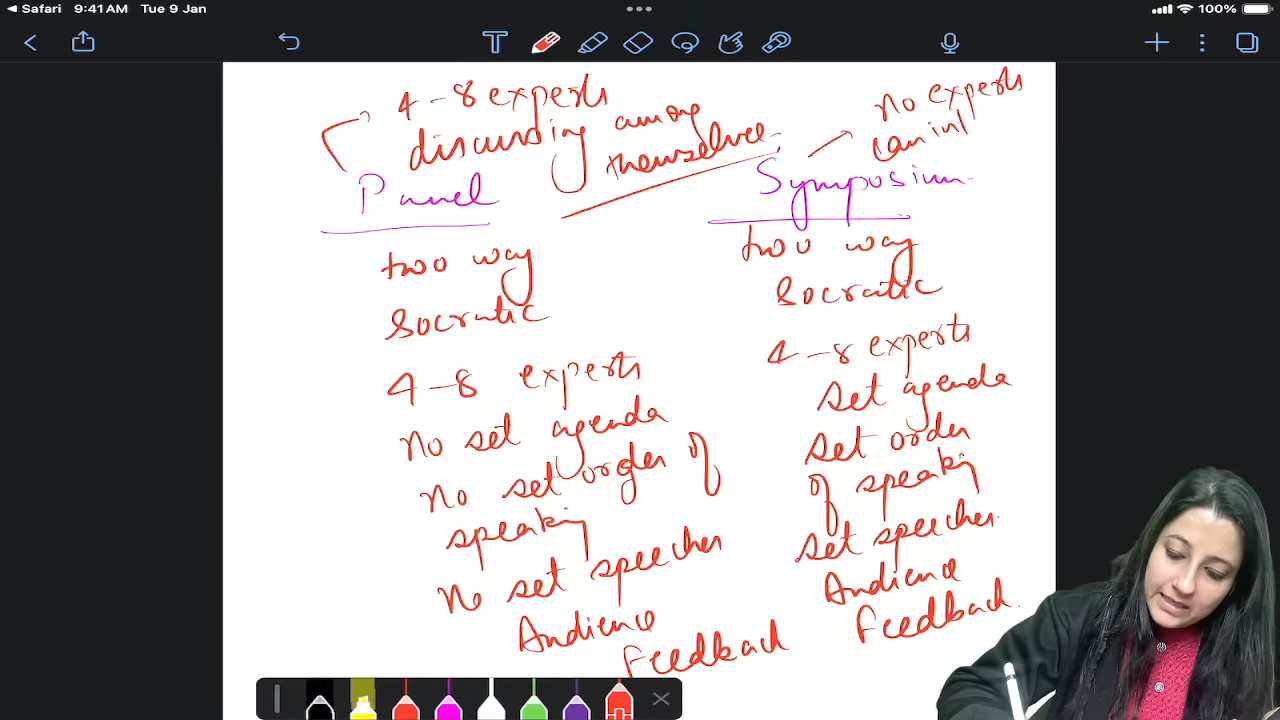 Safari 9:41 AM Tue 9 Jan
100%
T
4-8 experts
discussing among
themselves
no experts
can int
Panel
Symposium
two way
Socratic
4-8 experts
No set agenda
No set order of
speaking
No set speeches
Audience
Feedback
two way
Socratic
4-8 experts
Set agenda
Set order
of speaking
Set speeches
Audience
Feedback